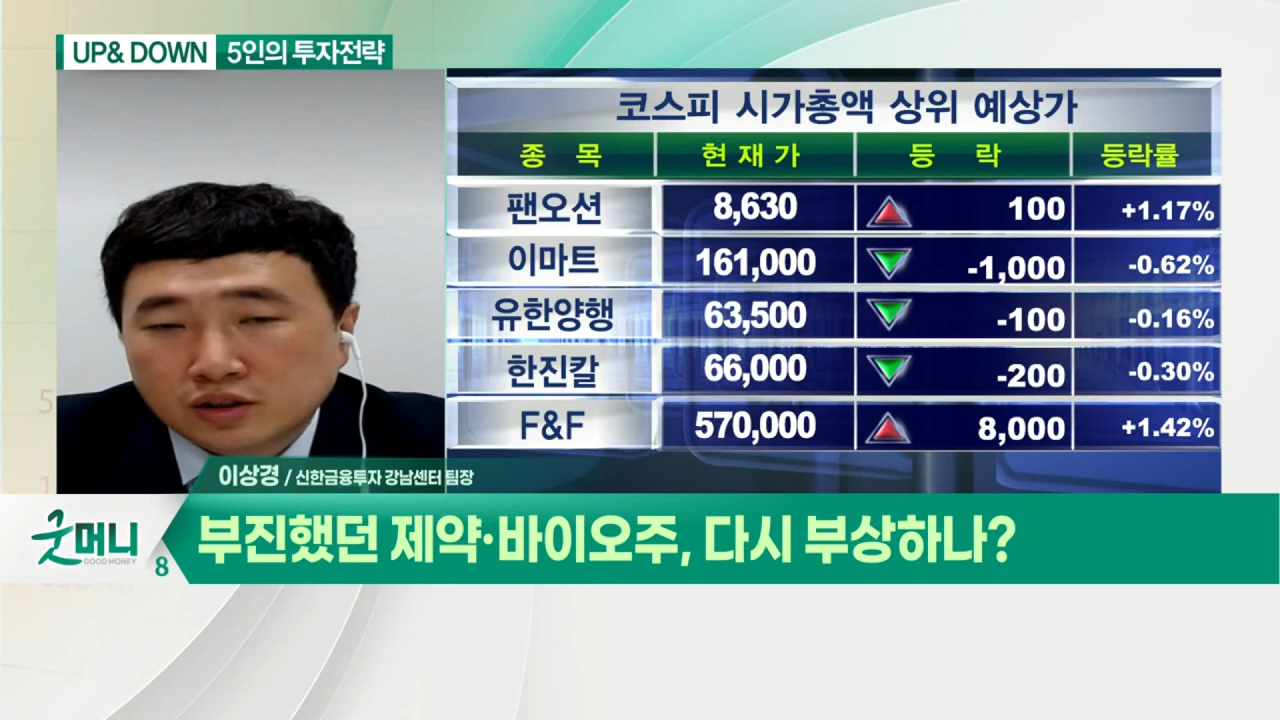 UP& DOWN 5인의 투자전략
코스피 시가총액 상위 예상가
종 목 현 재 가 등 락 등락률
팬오션 8,630 100 +1.17%
이마트 161,000 -1,000 -0.62%
유한양행 63,500 -100 -0.16%
한진칼 66,000 -200 -0.30%
F&F 570,000 8,000 +1.42%
5
1
이상경 / 신한금융투자 강남센터 팀장
굿머니
GOOD MONEY
8
부진했던 제약·바이오주, 다시 부상하나?